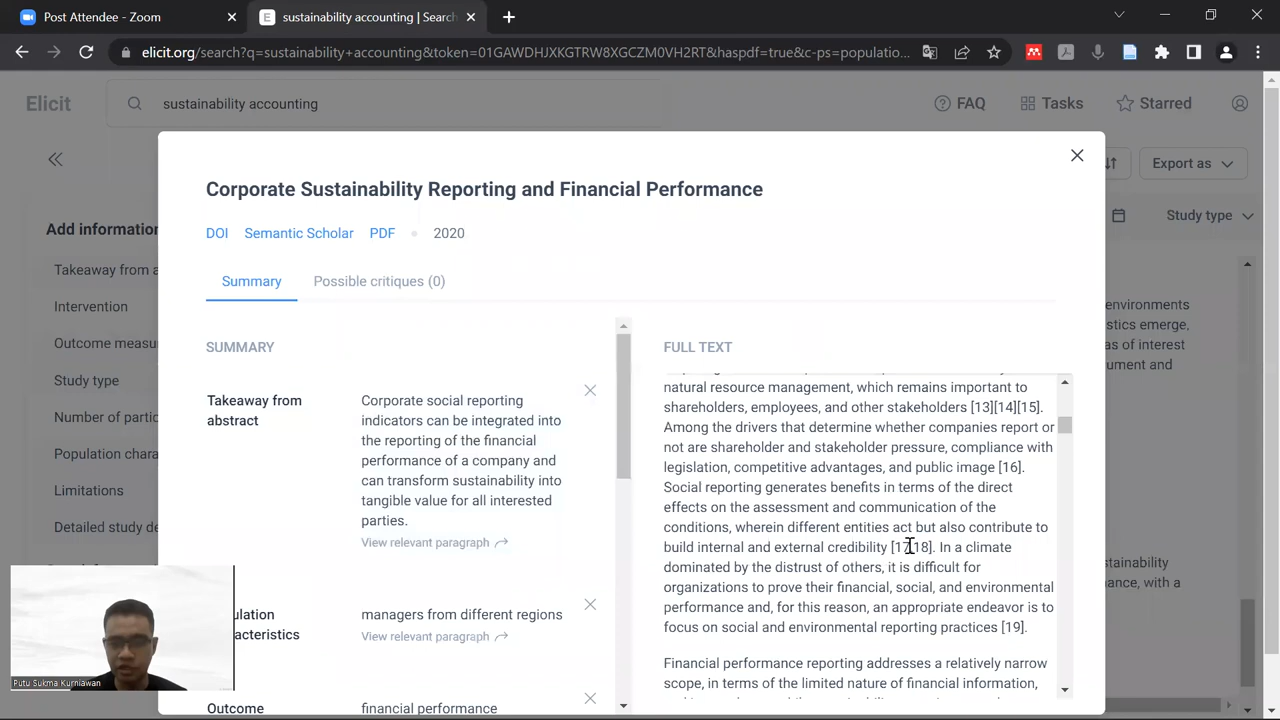 Post Attendee - Zoom
sustainability accounting | Search
elicit.org/search?q=sustainability+accounting&token=01GAWDHJXKGTRW8XGCZM0VH2RT&haspdf=true&c-ps=populatio...
Elicit
sustainability accounting
FAQ
Tasks
Starred
Export as
Study type
Add information
Takeaway from a
Intervention
Outcome measu
Study type
Number of partic
Population chara
Limitations
Detailed study de
Corporate Sustainability Reporting and Financial Performance
DOI Semantic Scholar PDF • 2020
Summary
Possible critiques (0)
SUMMARY
Takeaway from
abstract
Corporate social reporting
indicators can be integrated into
the reporting of the financial
performance of a company and
can transform sustainability into
tangible value for all interested
parties.
View relevant paragraph
ulation
aracteristics
managers from different regions
View relevant paragraph
Outcome
financial performance
FULL TEXT
natural resource management, which remains important to
shareholders, employees, and other stakeholders [13][14][15].
Among the drivers that determine whether companies report or
not are shareholder and stakeholder pressure, compliance with
legislation, competitive advantages, and public image [16].
Social reporting generates benefits in terms of the direct
effects on the assessment and communication of the
conditions, wherein different entities act but also contribute to
build internal and external credibility [17,18]. In a climate
dominated by the distrust of others, it is difficult for
organizations to prove their financial, social, and environmental
performance and, for this reason, an appropriate endeavor is to
focus on social and environmental reporting practices [19].
Financial performance reporting addresses a relatively narrow
scope, in terms of the limited nature of financial information,
environments
stics emerge,
as of interest
ument and
ustainability
ance, with a
Putu Sukma Kurniawan